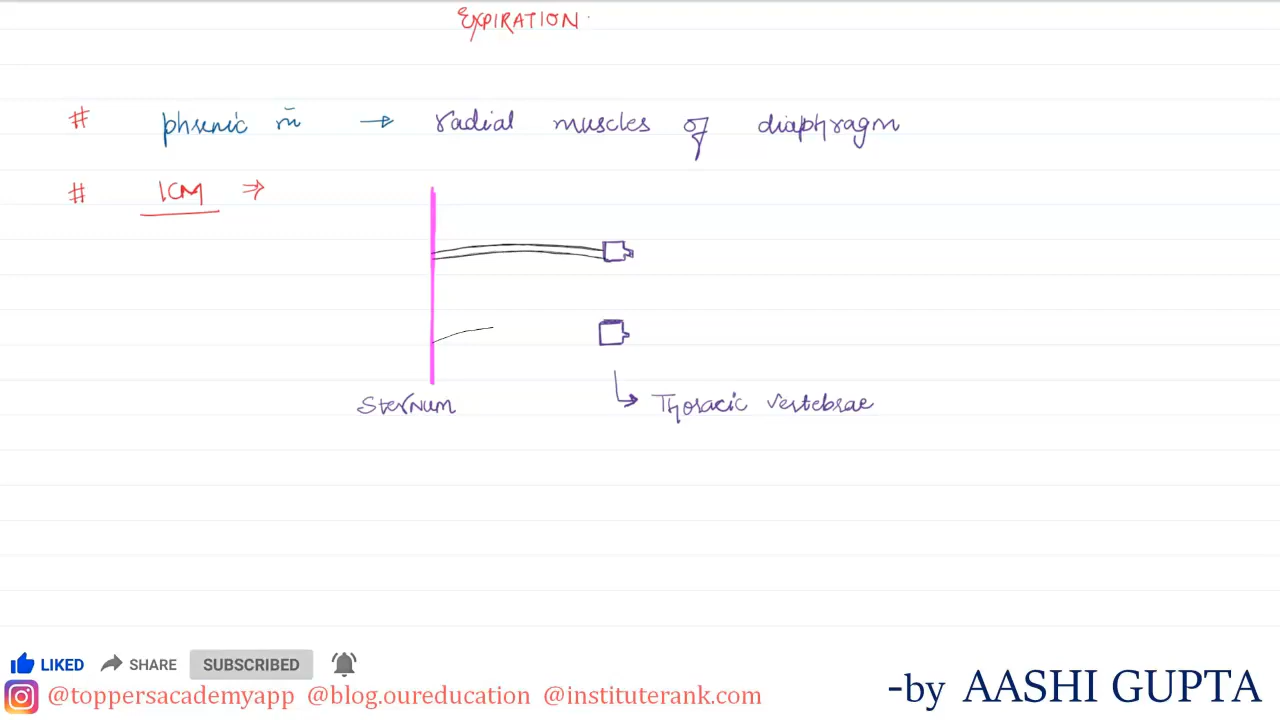 EXPIRATION
# phrenic n̄ → radial muscles of diaphragm
# ICM ⇒
Sternum
Thoracic vertebrae
LIKED SHARE SUBSCRIBED
@toppersacademyapp @blog.oureducation @instituterank.com
-by AASHI GUPTA